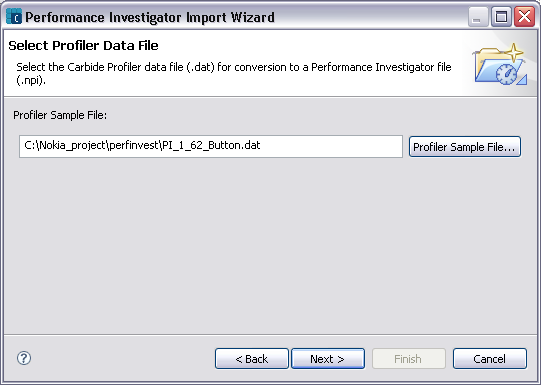 Performance Investigator Import Wizard
Select Profiler Data File
Select the Carbide Profiler data file (.dat) for conversion to a Performance Investigator file
(.npi).
Profiler Sample File:
C:\Nokia_project\perfinvest\PI_1_62_Button.dat
Profiler Sample File...
< Back
Next >
Finish
Cancel